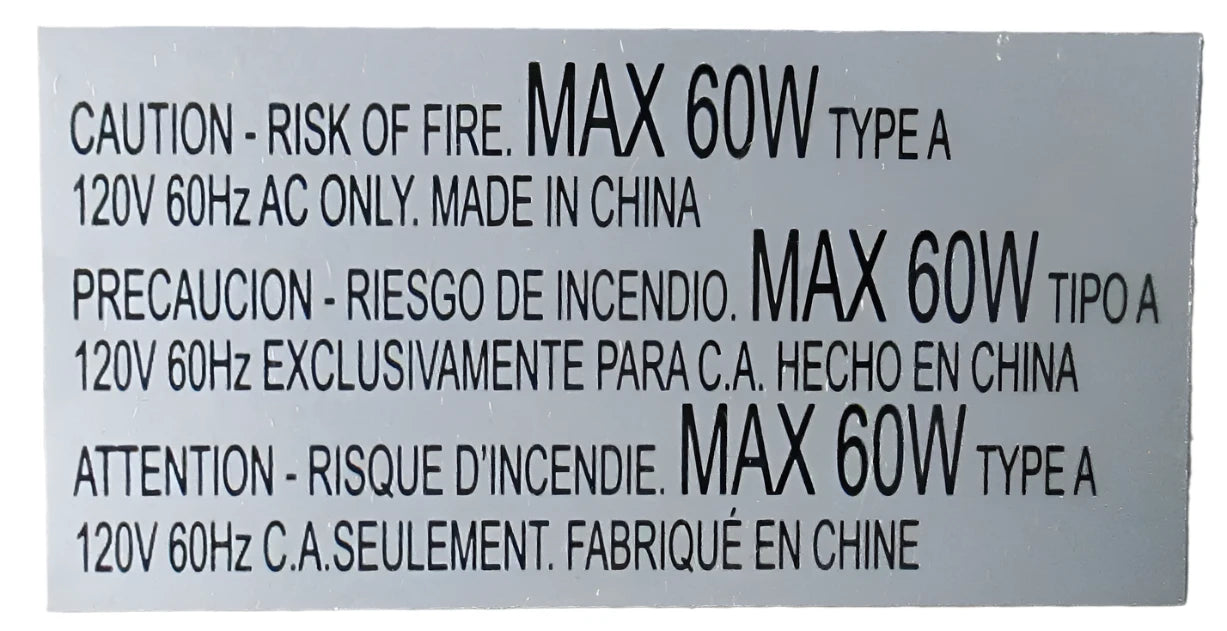 CAUTION - RISK OF FIRE. MAX 60W TYPE A
120V 60Hz AC ONLY. MADE IN CHINA
PRECAUCION - RIESGO DE INCENDIO. MAX 60W TIPO A
120V 60Hz EXCLUSIVAMENTE PARA C.A. HECHO EN CHINA
ATTENTION - RISQUE D'INCENDIE. MAX 60W TYPE A
120V 60Hz C.A.SEULEMENT. FABRIQUÉ EN CHINE